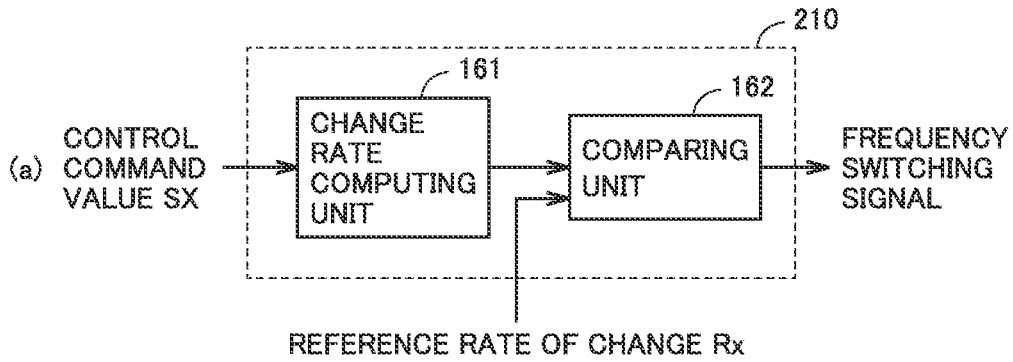 210
161
162
(a)
CONTROL
COMMAND
VALUE SX
CHANGE
RATE
COMPUTING
UNIT
COMPARING
UNIT
FREQUENCY
SWITCHING
SIGNAL
REFERENCE RATE OF CHANGE Rx